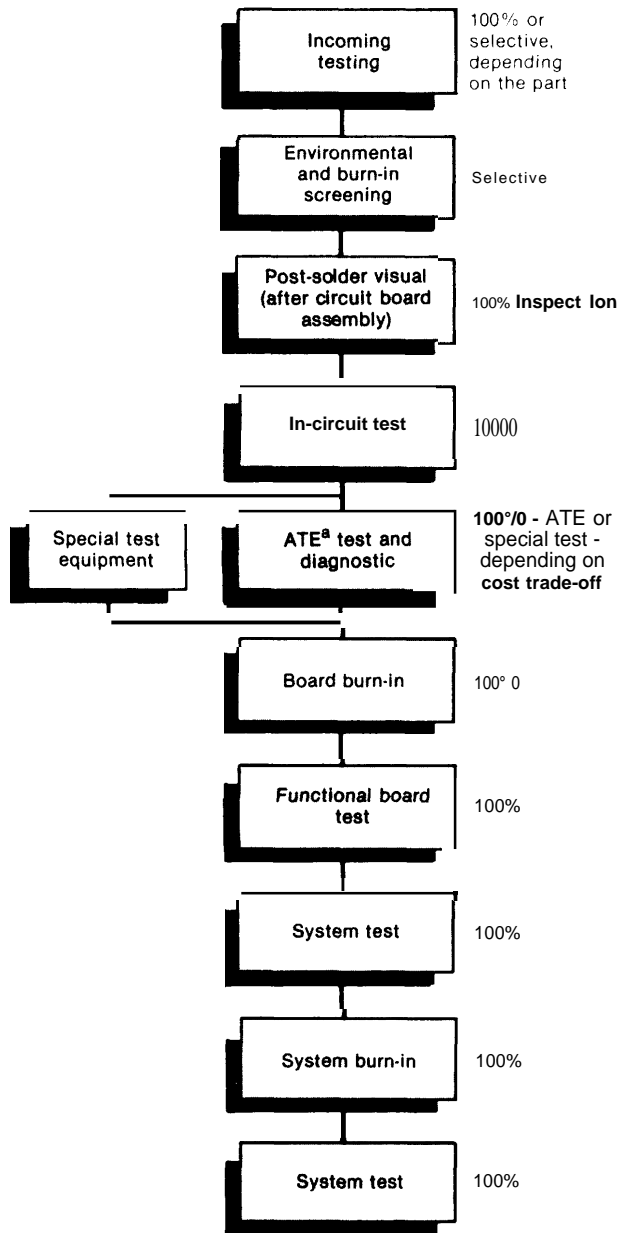 Incoming
testing
100% or
selective,
depending
on the part
Environmental
and burn-in
screening
Selective
Post-solder visual
(after circuit board
assembly)
100% Inspect Ion
In-circuit test
10000
Special test
equipment
ATEª test and
diagnostic
100°/0 - ATE or
special test -
depending on
cost trade-off
Board burn-in
100° 0
Functional board
test
100%
System test
100%
System burn-in
100%
System test
100%